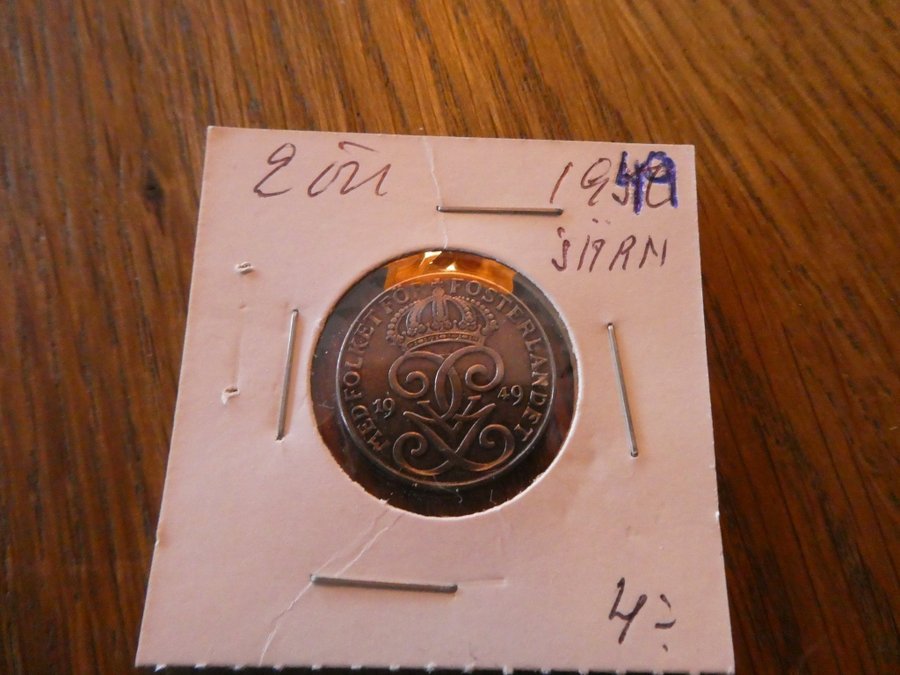 2 öre 1949
JÄRN
MED FOLKET FÖR FOSTERLANDET
19 49
4:-